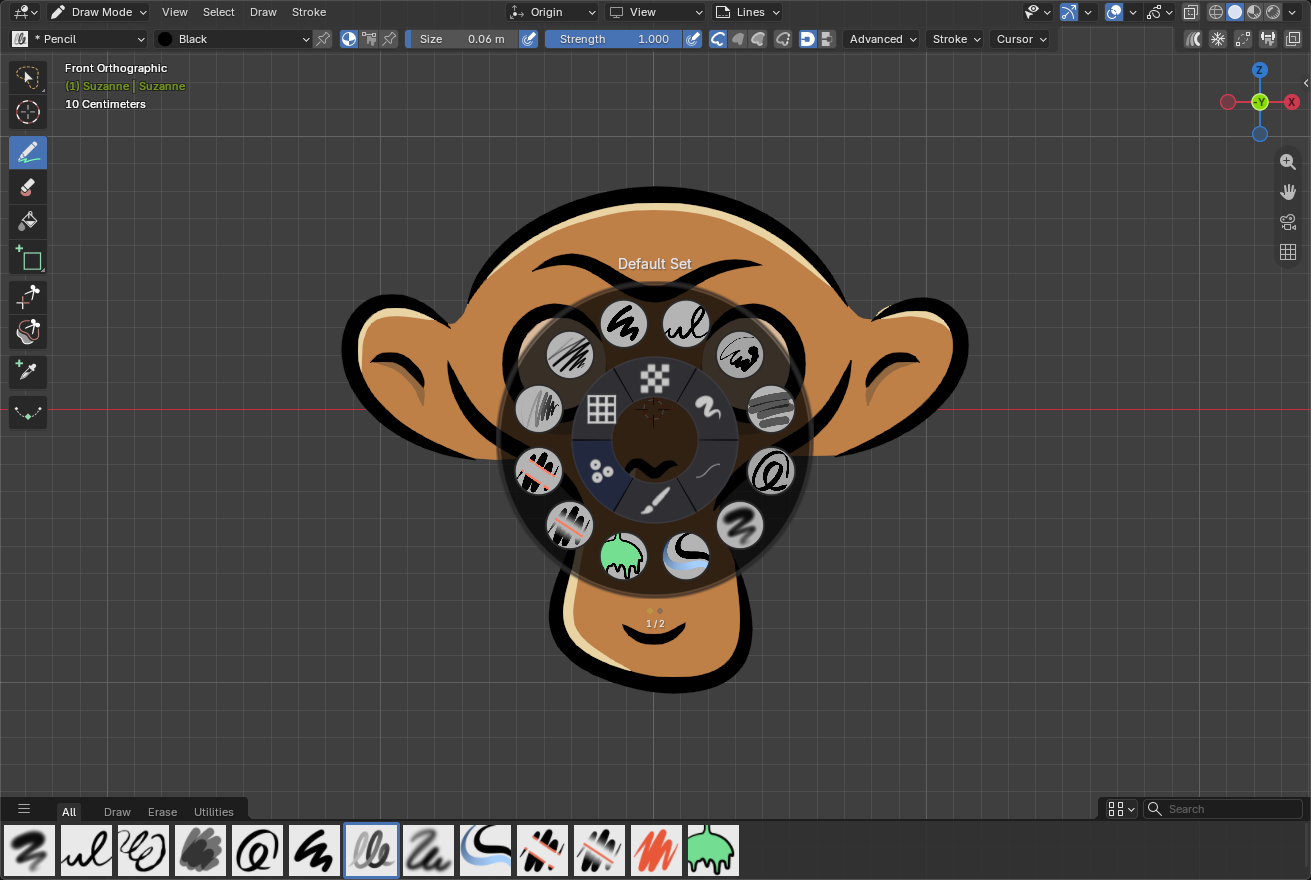 Draw Mode View Select Draw Stroke Origin View Lines
* Pencil Black Size 0.06 m Strength 1.000 Advanced Stroke Cursor
Front Orthographic
(1) Suzanne | Suzanne
10 Centimeters
Z
-Y X
Default Set
1/2
All Draw Erase Utilities Search